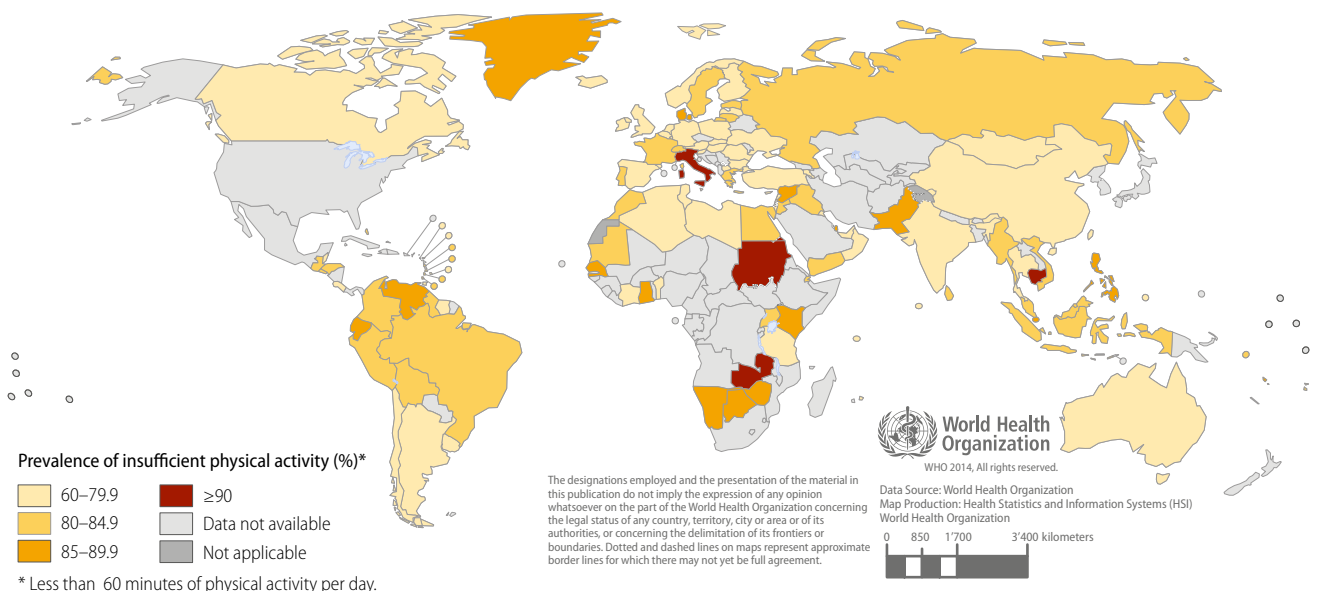 Prevalence of insufficient physical activity (%)*
60–79.9
80–84.9
85–89.9
≥90
Data not available
Not applicable
* Less than 60 minutes of physical activity per day.
The designations employed and the presentation of the material in
this publication do not imply the expression of any opinion
whatsoever on the part of the World Health Organization concerning
the legal status of any country, territory, city or area or of its
authorities, or concerning the delimitation of its frontiers or
boundaries. Dotted and dashed lines on maps represent approximate
border lines for which there may not yet be full agreement.
World Health
Organization
WHO 2014, All rights reserved.
Data Source: World Health Organization
Map Production: Health Statistics and Information Systems (HSI)
World Health Organization
0 850 1'700 3'400 kilometers